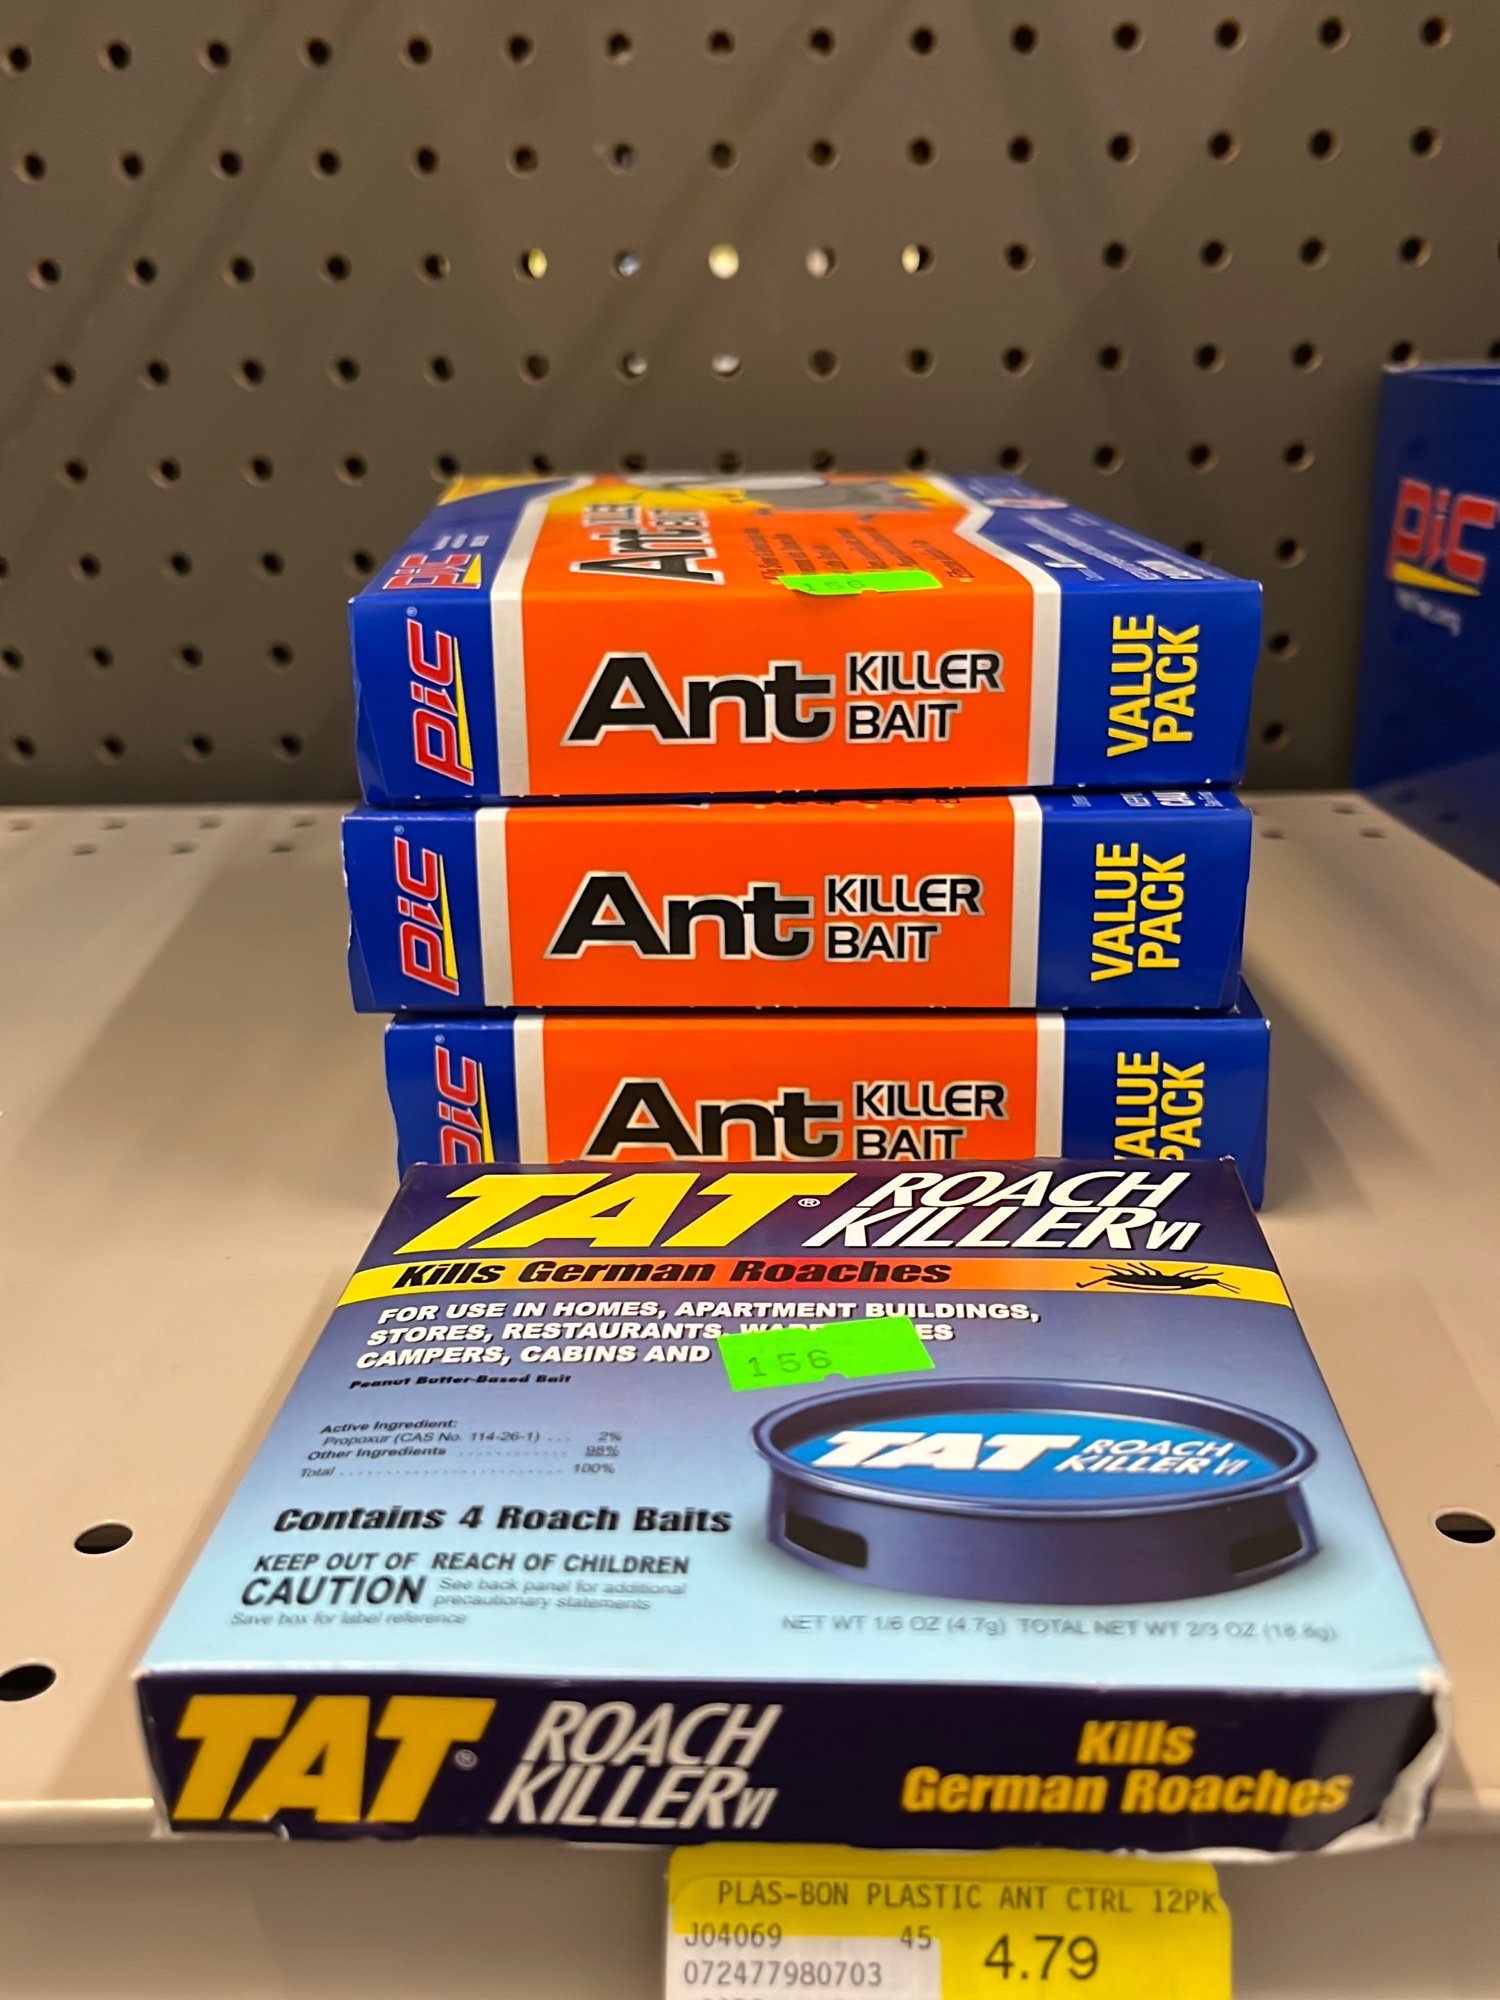 PIC
Ant KILLER BAIT
156
PIC®
Ant KILLER
BAIT
VALUE
PACK
PIC®
Ant KILLER
BAIT
VALUE
PACK
PIC®
Ant KILLER
BAIT
VALUE
PACK
PIC
TAT® ROACH
KILLER VI
Kills German Roaches
FOR USE IN HOMES, APARTMENT BUILDINGS,
STORES, RESTAURANTS,
CAMPERS, CABINS AND
156
Peanut Butter-Based Bait
Active Ingredient:
Propoxur (CAS No. 114-26-1) ... 2%
Other Ingredients ............ 98%
Total ........................ 100%
TAT ROACH
KILLER VI
Contains 4 Roach Baits
KEEP OUT OF REACH OF CHILDREN
CAUTION See back panel for additional
precautionary statements
Save box for label reference
NET WT 1/6 OZ (4.7g) TOTAL NET WT 2/3 OZ (18.8g)
TAT® ROACH
KILLER VI
Kills
German Roaches
PLAS-BON PLASTIC ANT CTRL 12PK
J04069 45
4.79
072477980703